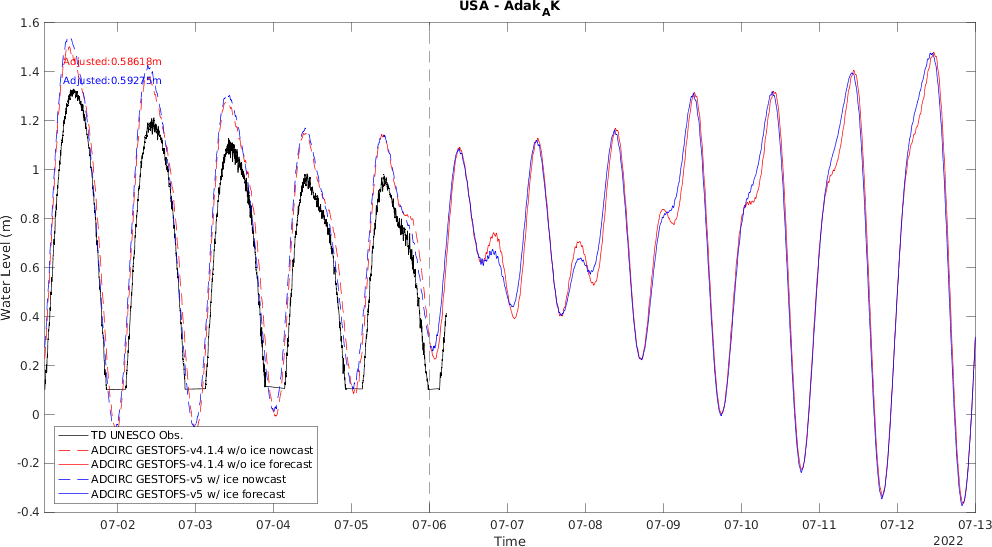 USA - Adak_AK
Adjusted:0.58618m
Adjusted:0.59275m
Water Level (m)
1.6
1.4
1.2
1
0.8
0.6
0.4
0.2
0
-0.2
-0.4
TD UNESCO Obs.
ADCIRC GESTOFS-v4.1.4 w/o ice nowcast
ADCIRC GESTOFS-v4.1.4 w/o ice forecast
ADCIRC GESTOFS-v5 w/ ice nowcast
ADCIRC GESTOFS-v5 w/ ice forecast
07-02 07-03 07-04 07-05 07-06 07-07 07-08 07-09 07-10 07-11 07-12 07-13
Time
2022